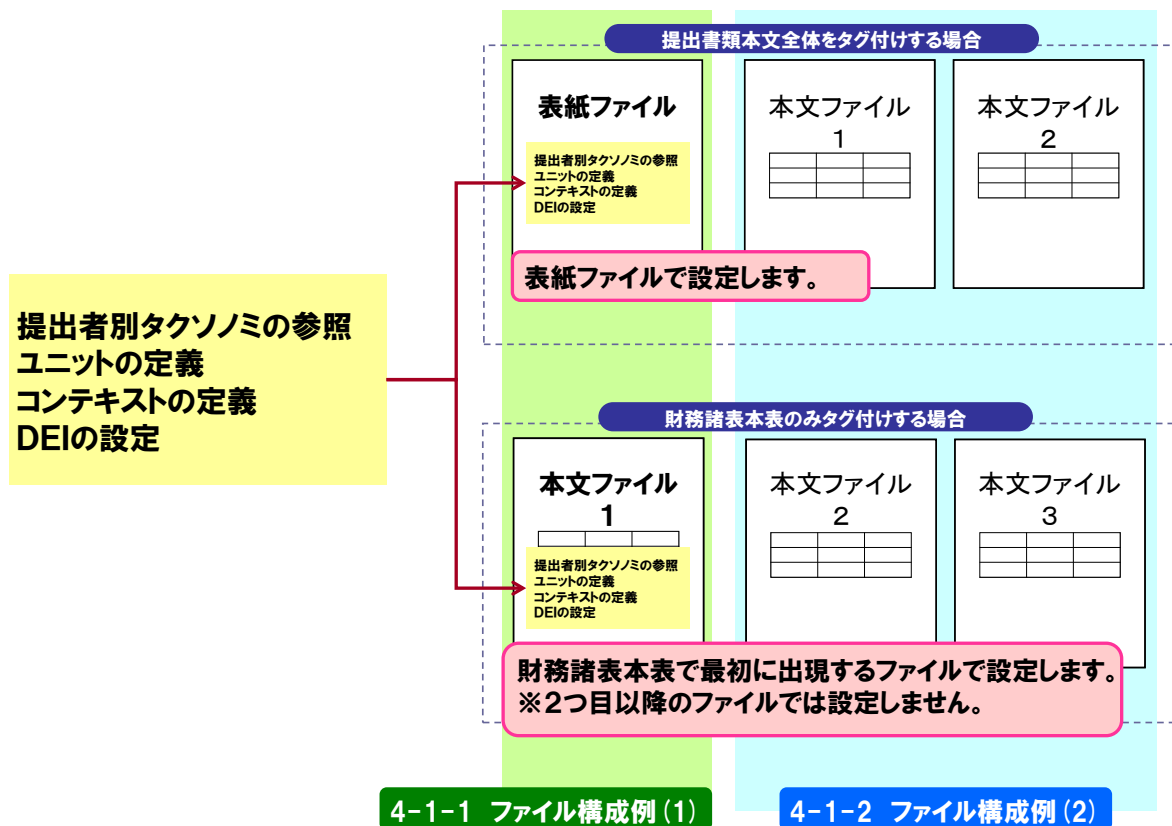 提出書類本文全体をタグ付けする場合
表紙ファイル
提出者別タクソノミの参照
ユニットの定義
コンテキストの定義
DEIの設定
本文ファイル
1
本文ファイル
2
表紙ファイルで設定します。
提出者別タクソノミの参照
ユニットの定義
コンテキストの定義
DEIの設定
財務諸表本表のみタグ付けする場合
本文ファイル
1
提出者別タクソノミの参照
ユニットの定義
コンテキストの定義
DEIの設定
本文ファイル
2
本文ファイル
3
財務諸表本表で最初に出現するファイルで設定します。
※2つ目以降のファイルでは設定しません。
4-1-1 ファイル構成例(1)
4-1-2 ファイル構成例(2)